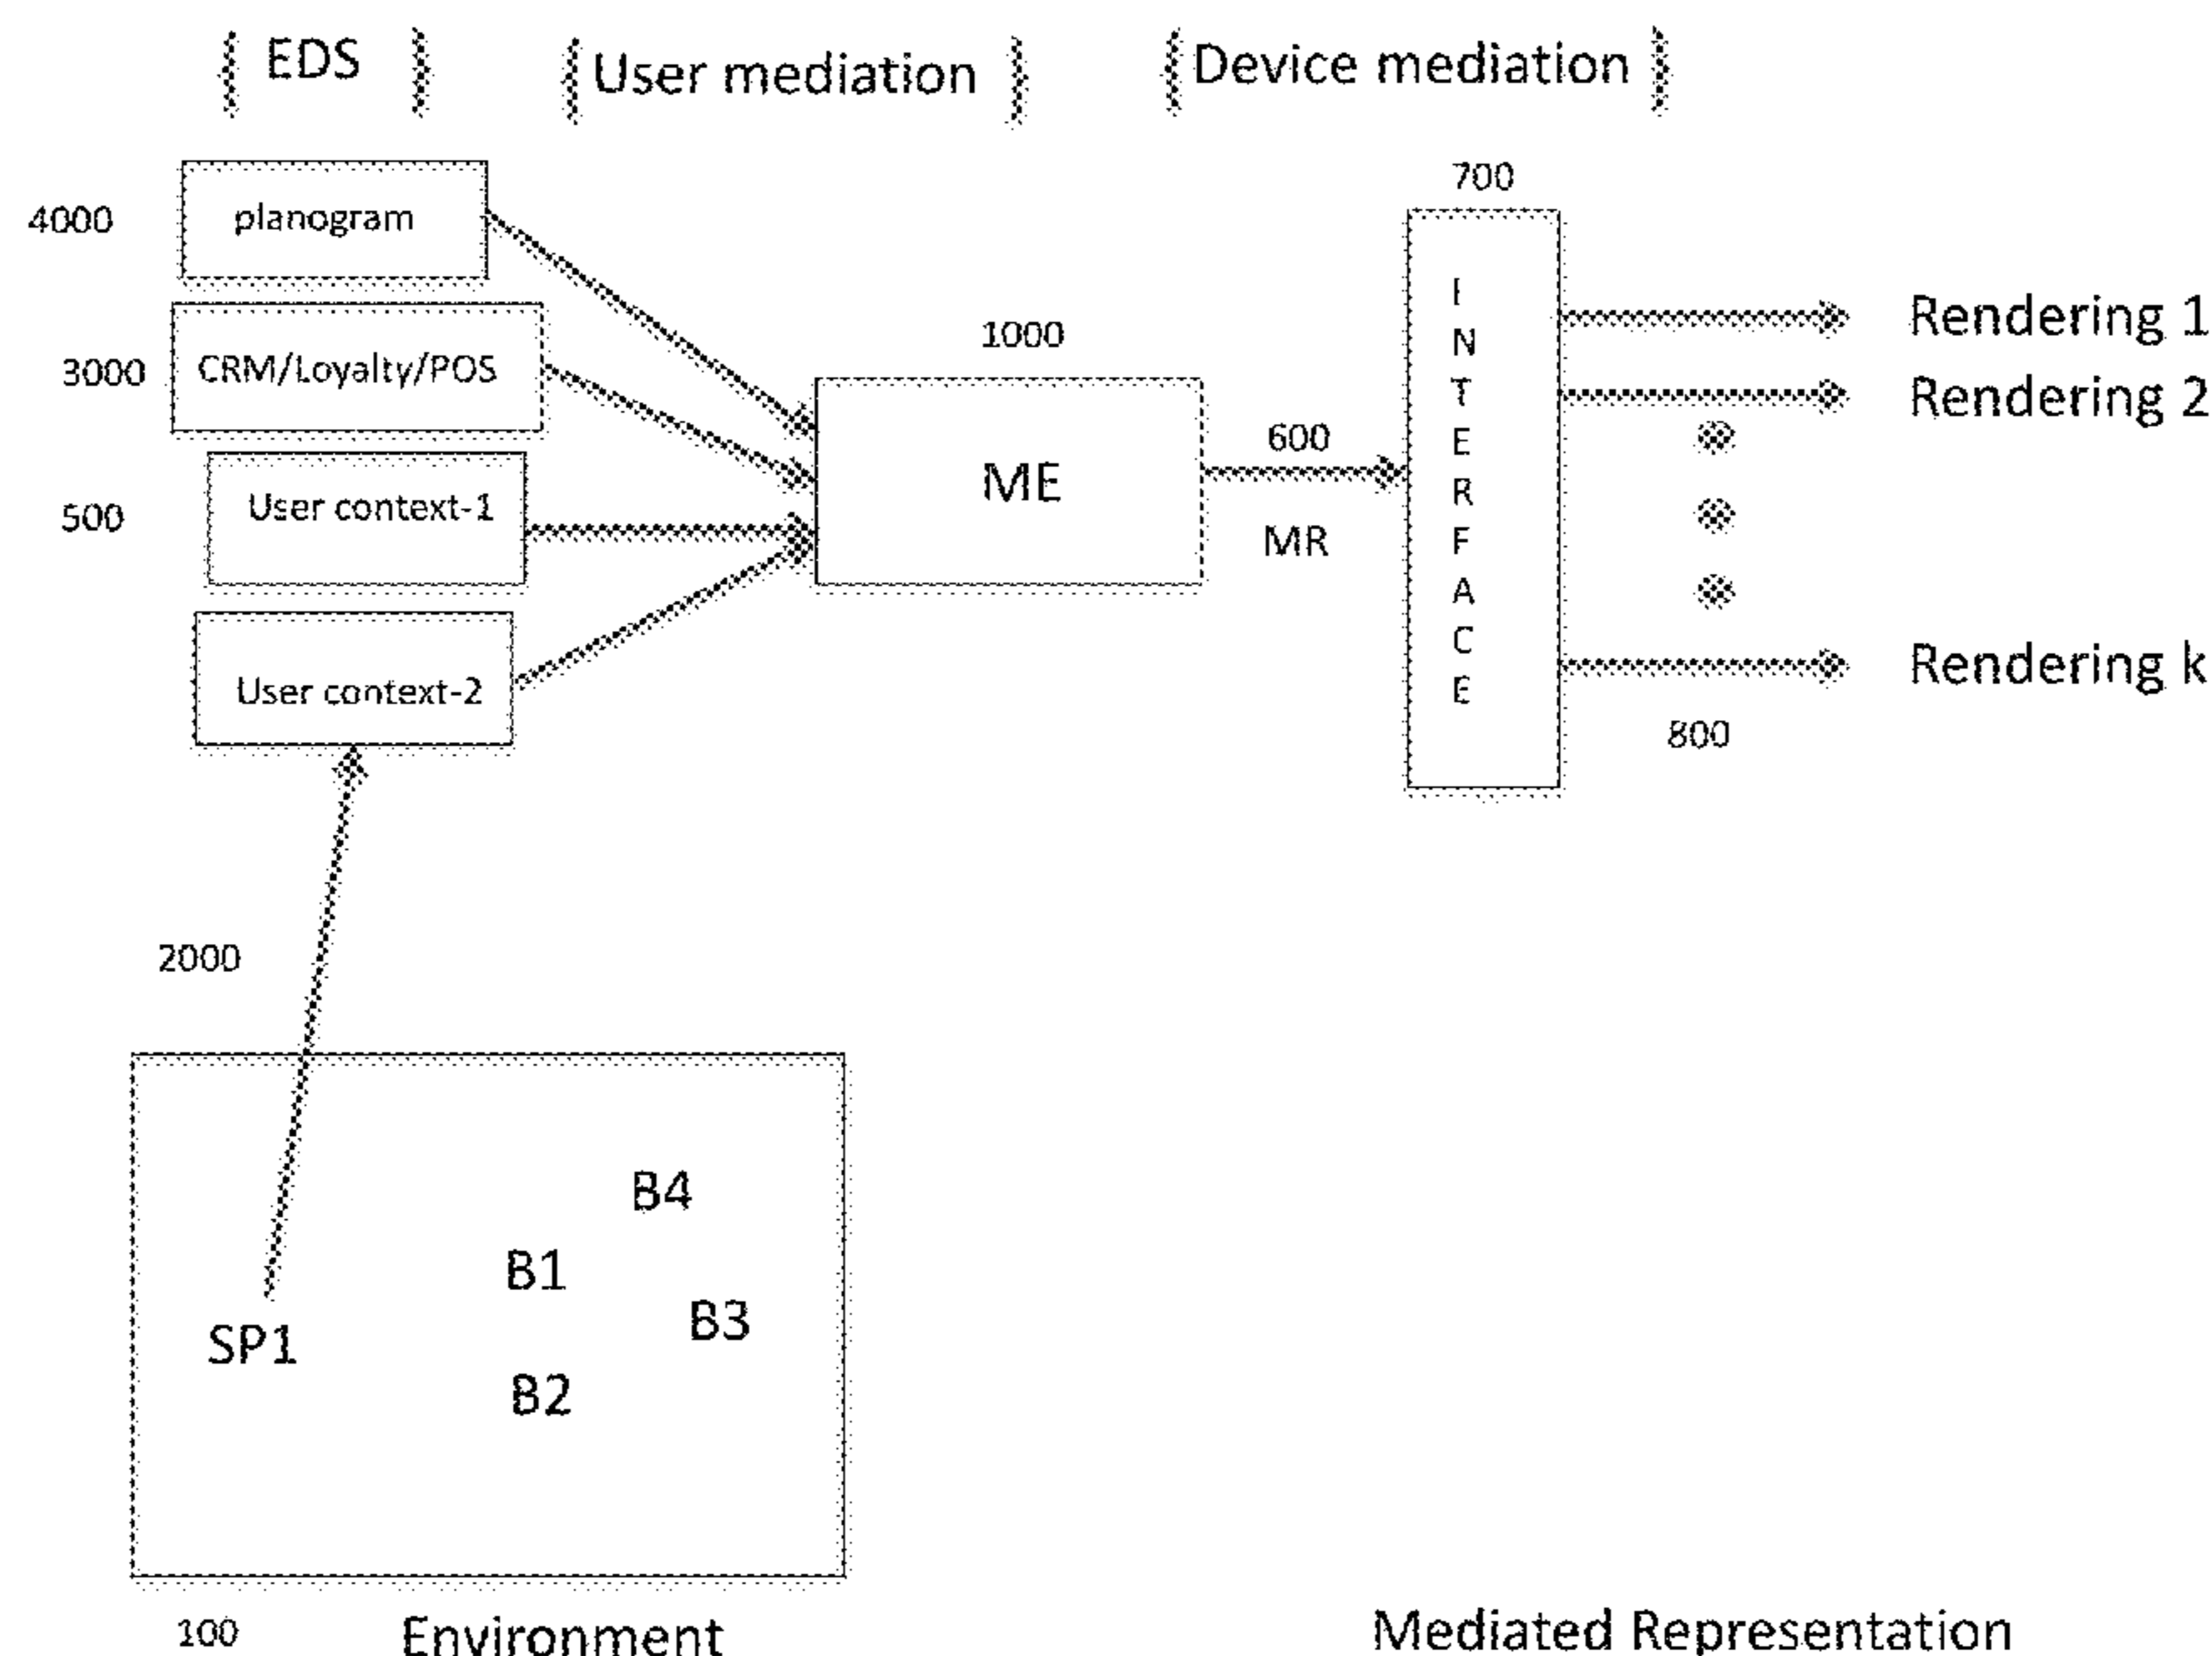 EDS
User mediation
Device mediation
4000
planogram
3000
CRM/Loyalty/POS
500
User context-1
User context-2
1000
ME
600
MR
700
I
N
T
E
R
F
A
C
E
Rendering 1
Rendering 2
Rendering k
800
2000
B4
B1
B3
SP1
B2
100
Environment
Mediated Representation